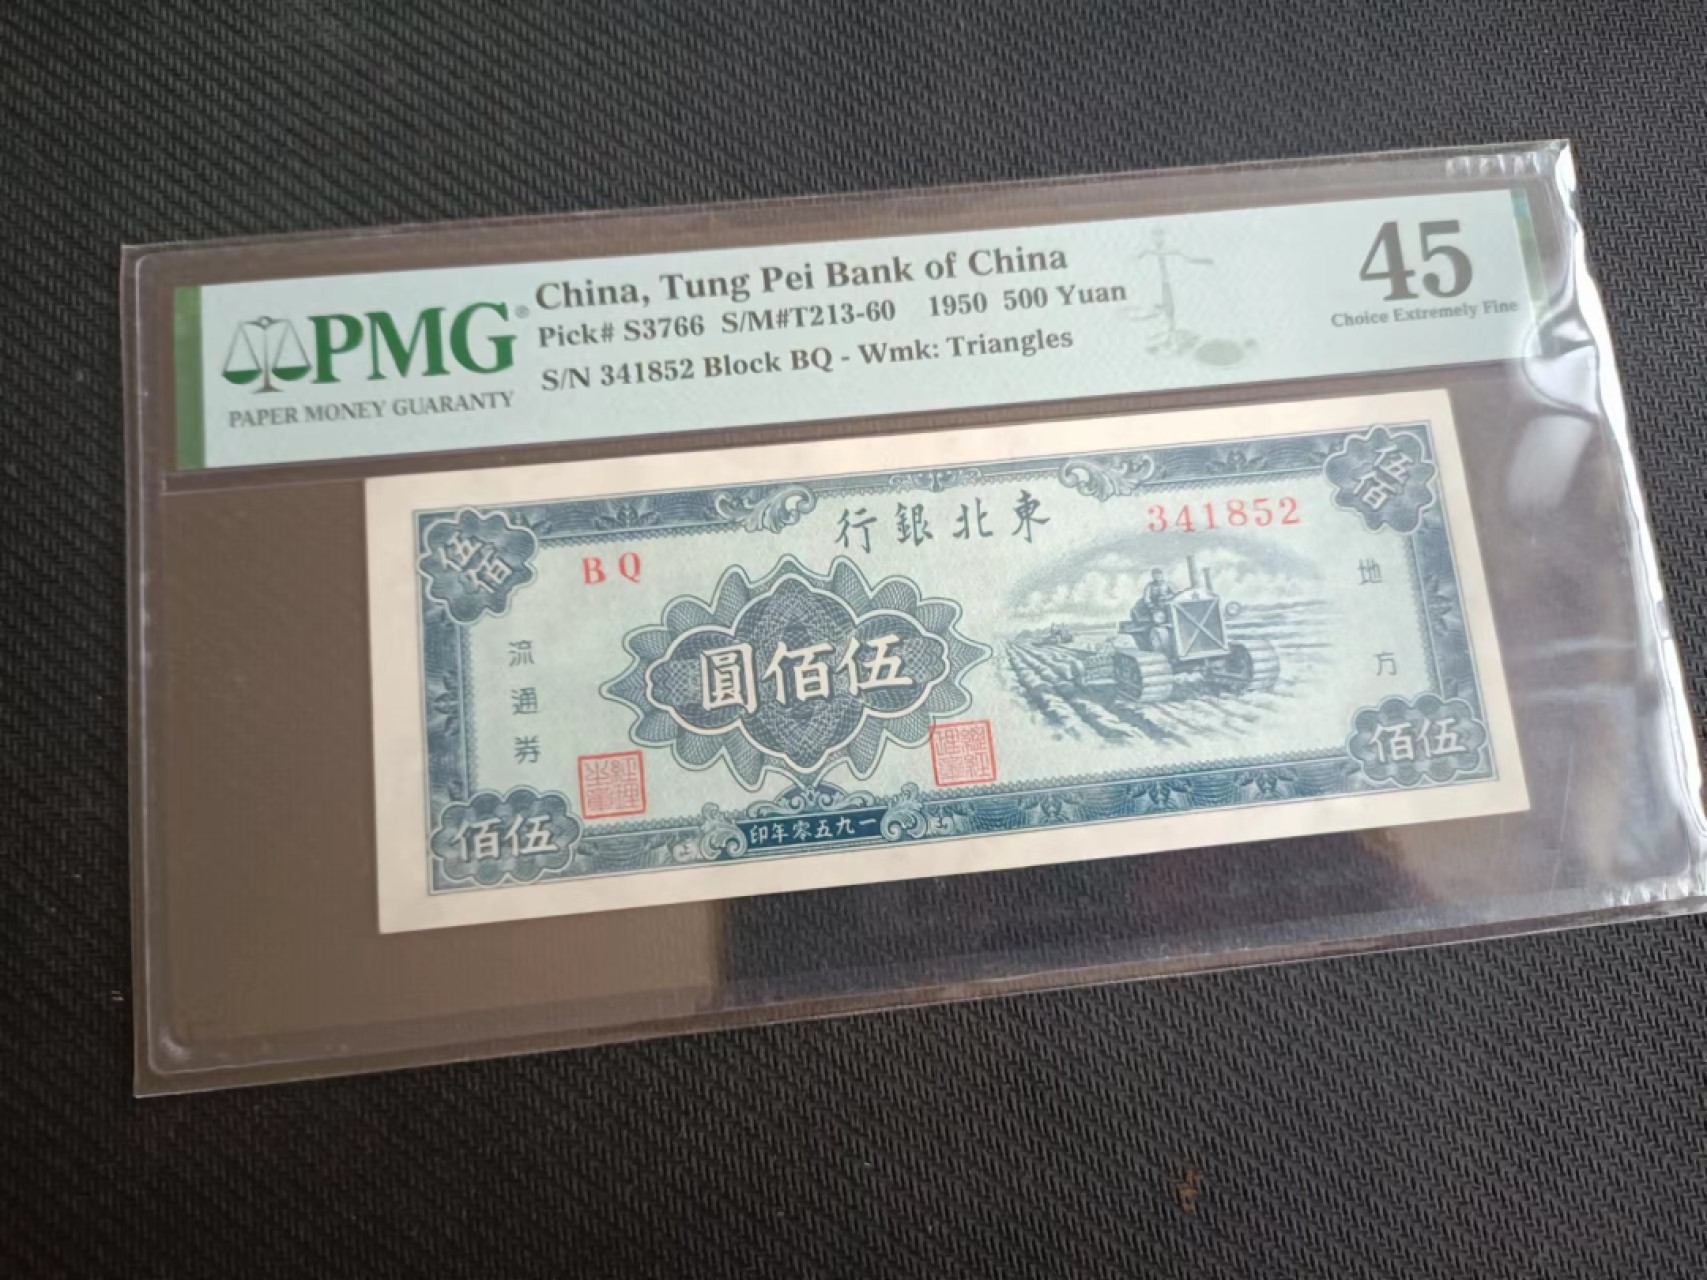 PMG®
PAPER MONEY GUARANTY
China, Tung Pei Bank of China
Pick# S3766 S/M#T213-60 1950 500 Yuan
S/N 341852 Block BQ - Wmk: Triangles
45
Choice Extremely Fine
伍佰
伍佰
行銀北東
341852
BQ
地方
流通券
圓佰伍
印年零五九一
佰伍
佰伍